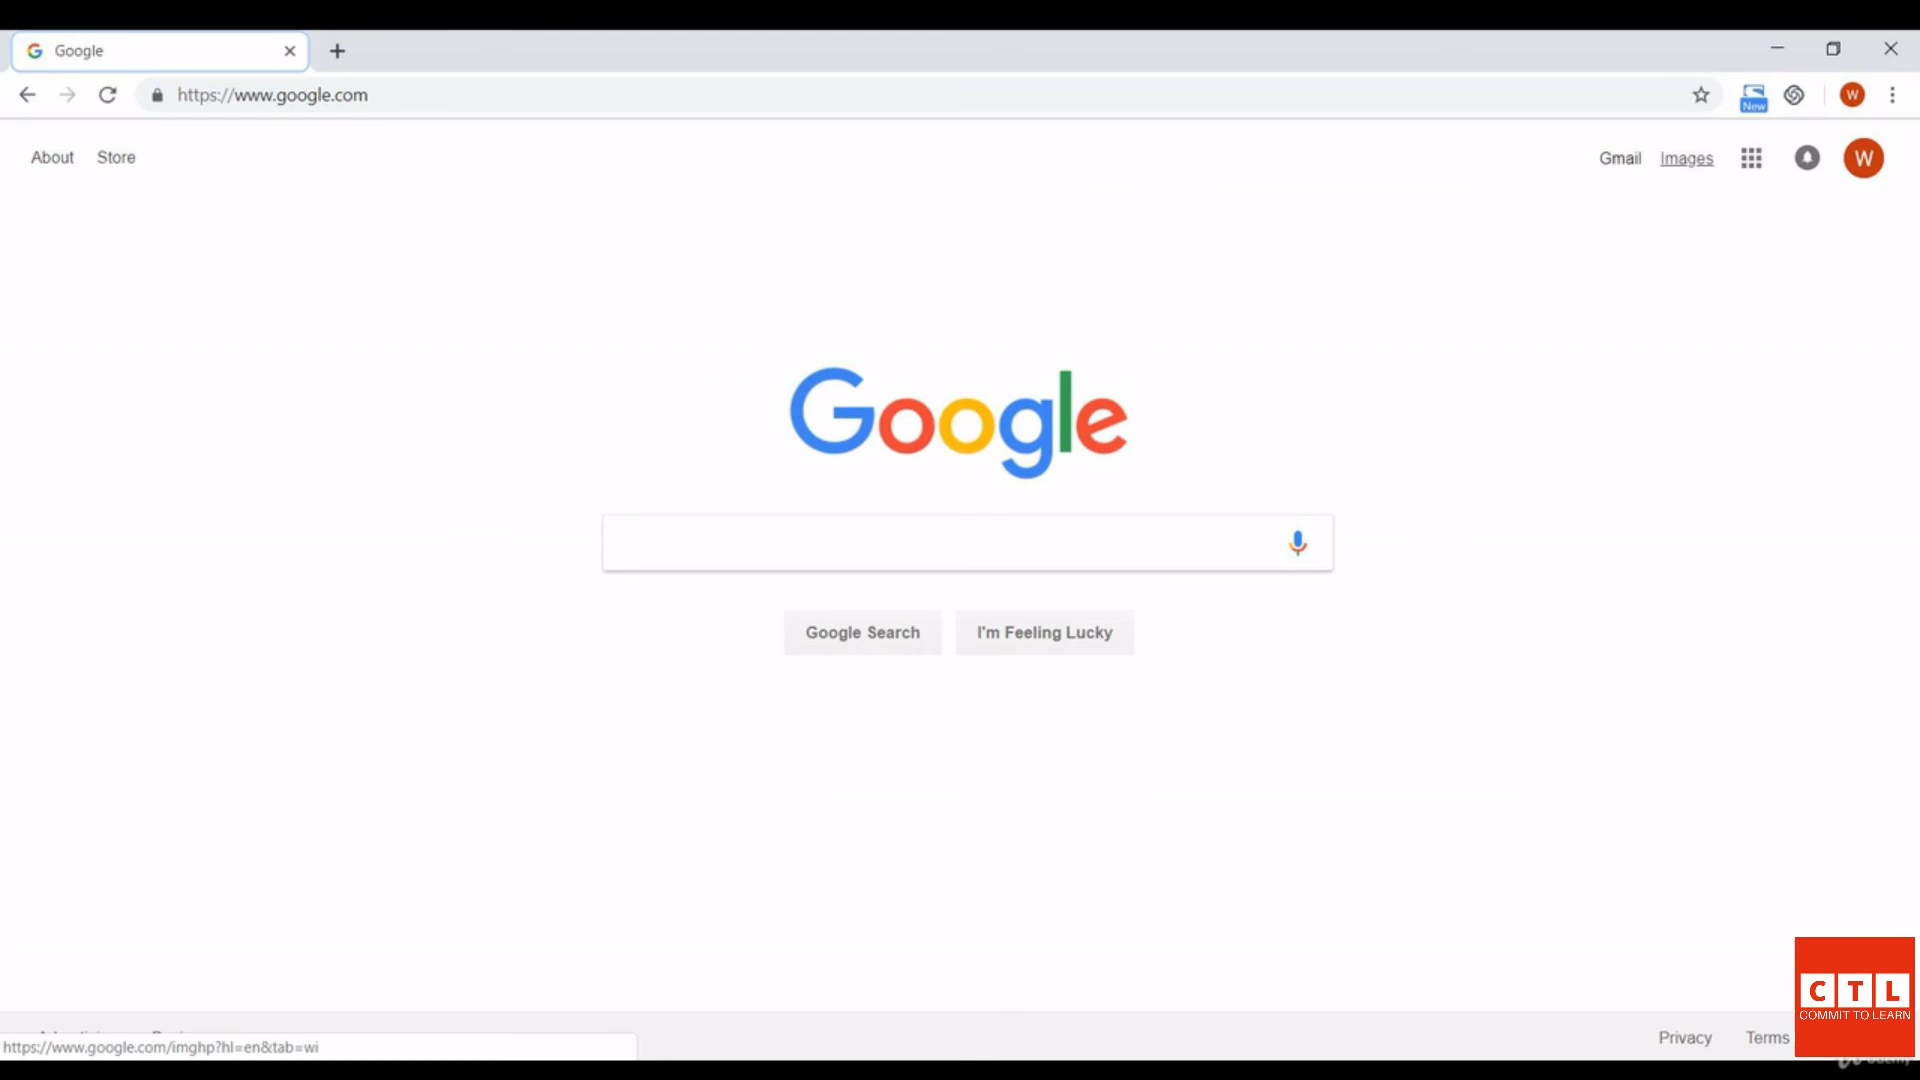 Google
https://www.google.com
New
W
About Store
Gmail Images
W
Google
Google Search I'm Feeling Lucky
C T L
COMMIT TO LEARN
Privacy Terms
https://www.google.com/imghp?hl=en&tab=wi